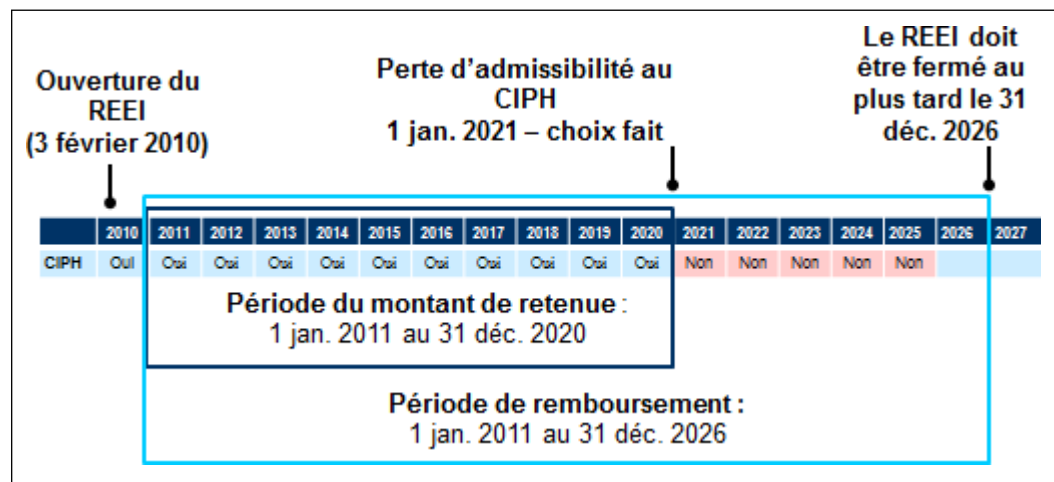 Ouverture du
REEI
(3 février 2010)
Perte d'admissibilité au
CIPH
1 jan. 2021 – choix fait
Le REEI doit
être fermé au
plus tard le 31
déc. 2026
2010 2011 2012 2013 2014 2015 2016 2017 2018 2019 2020 2021 2022 2023 2024 2025 2026 2027
CIPH Oui Oui Oui Oui Oui Oui Oui Oui Oui Oui Oui Non Non Non Non Non
Période du montant de retenue :
1 jan. 2011 au 31 déc. 2020
Période de remboursement :
1 jan. 2011 au 31 déc. 2026